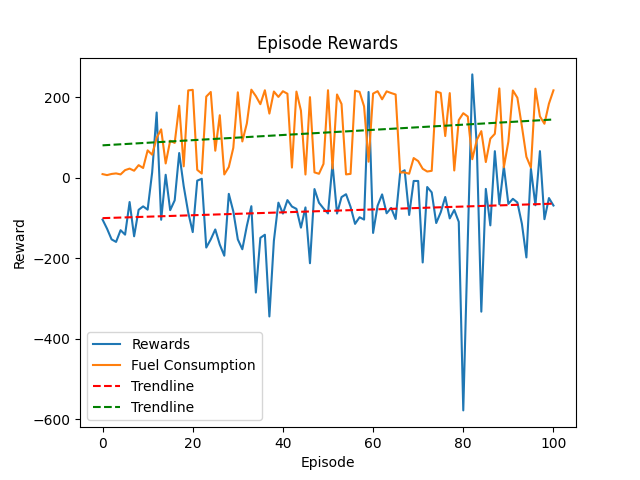 Episode Rewards
200
0
−200
−400
−600
Reward
Rewards
Fuel Consumption
Trendline
Trendline
0
20
40
60
80
100
Episode